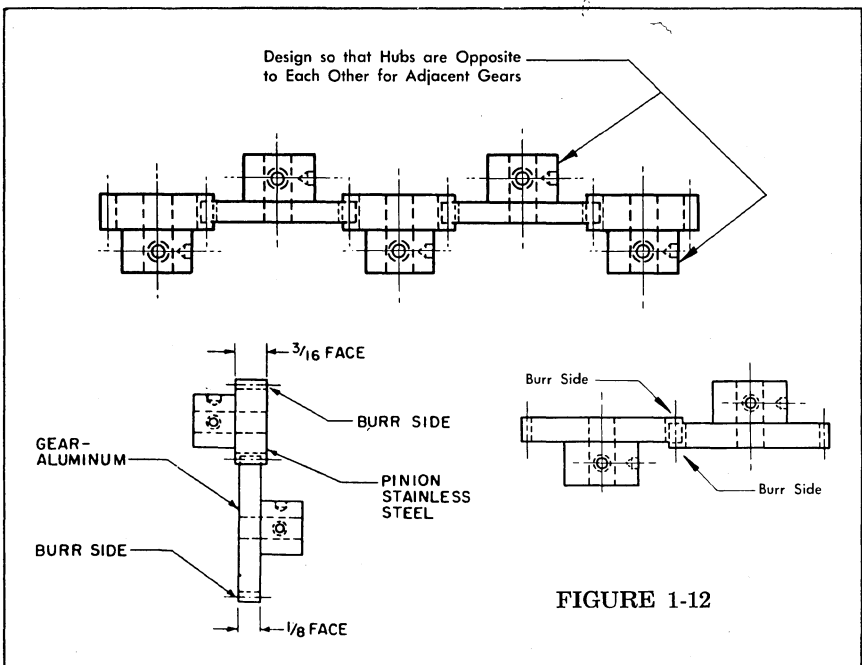 Design so that Hubs are Opposite
to Each Other for Adjacent Gears
3/16 FACE
BURR SIDE
GEAR-
ALUMINUM
PINION
STAINLESS
STEEL
BURR SIDE
1/8 FACE
Burr Side
Burr Side
FIGURE 1-12